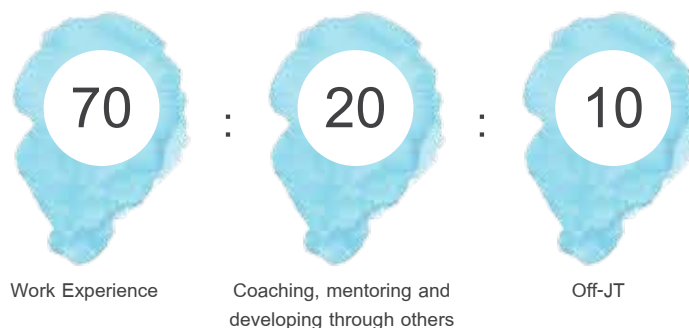 70 : 20 : 10
Work Experience
Coaching, mentoring and
developing through others
Off-JT